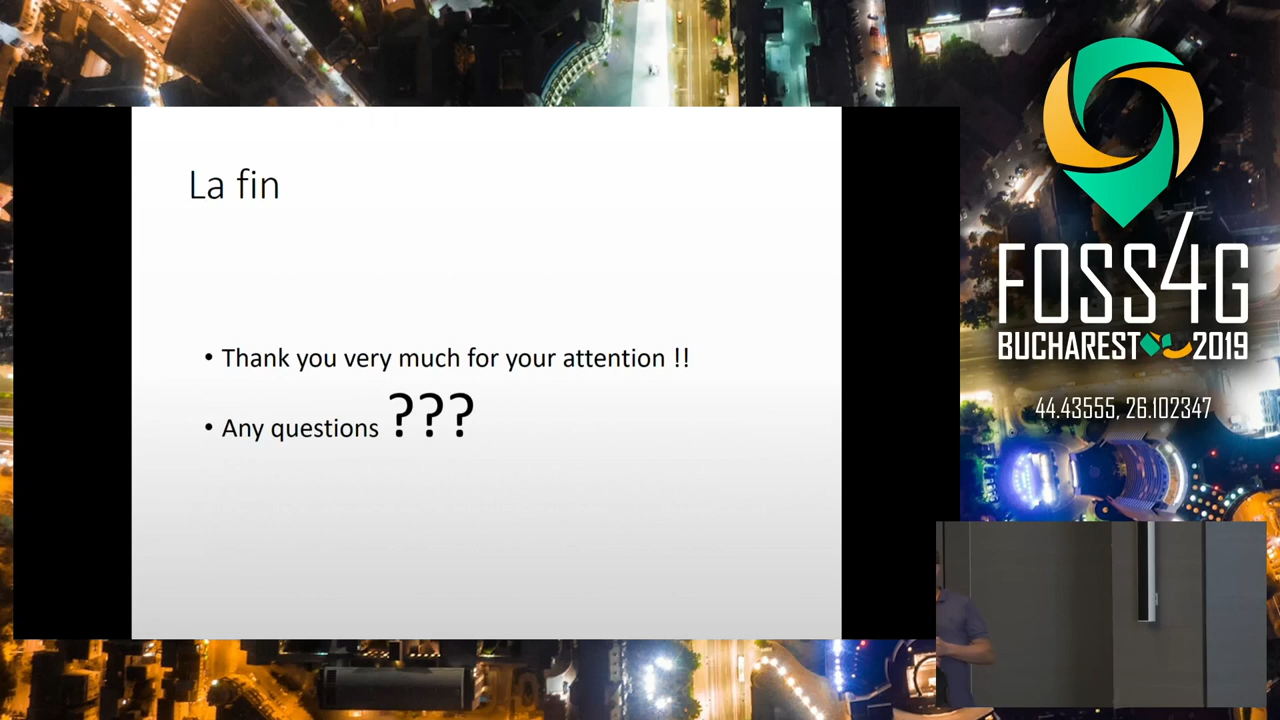 La fin
• Thank you very much for your attention !!
• Any questions ???
FOSS4G
BUCHAREST 2019
44.43555, 26.102347